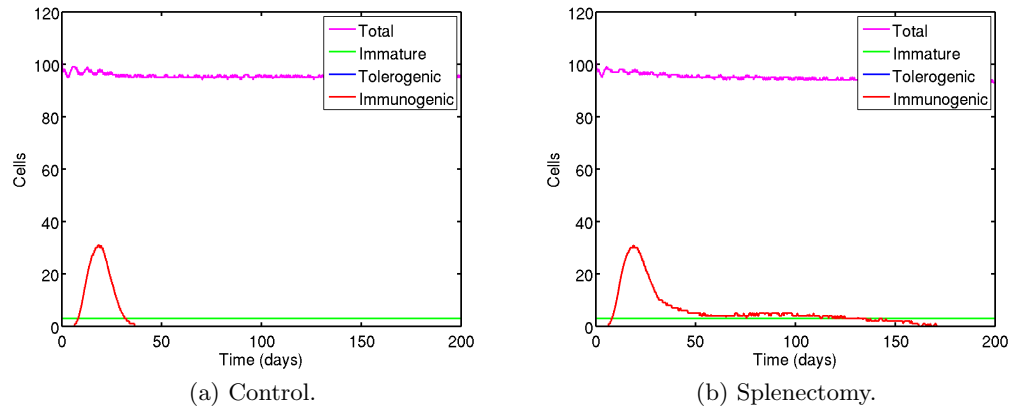 120
100
80
60
40
20
0
Cells
0
50
100
150
200
Time (days)
Total
Immature
Tolerogenic
Immunogenic
(a) Control.
120
100
80
60
40
20
0
Cells
0
50
100
150
200
Time (days)
Total
Immature
Tolerogenic
Immunogenic
(b) Splenectomy.